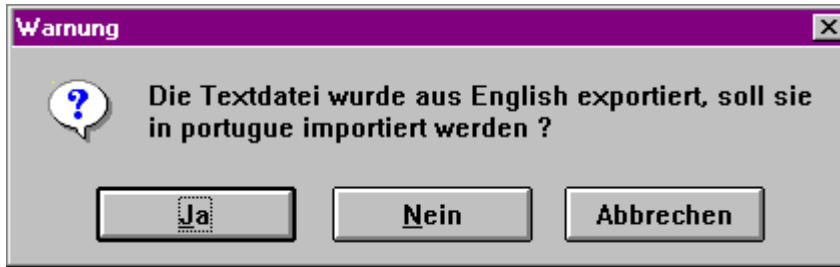 Warnung
Die Textdatei wurde aus English exportiert, soll sie
in portugue importiert werden ?
Ja
Nein
Abbrechen